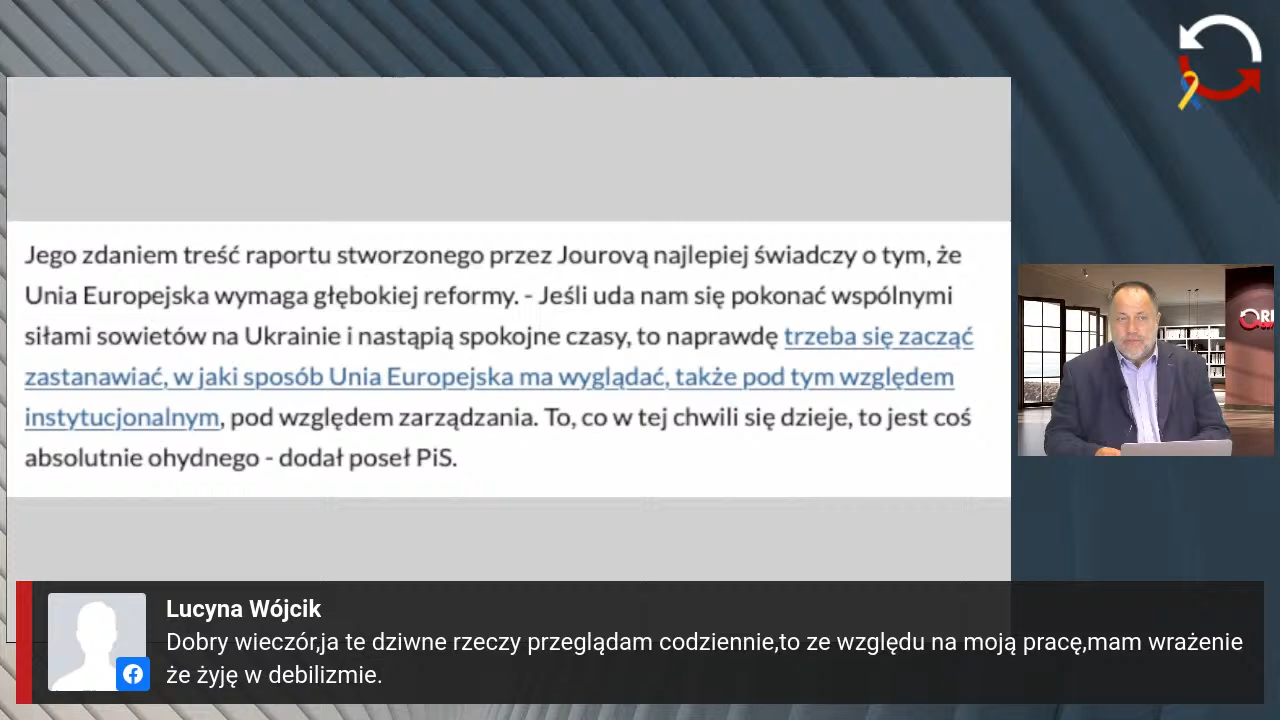 Jego zdaniem treść raportu stworzonego przez Jourovą najlepiej świadczy o tym, że
Unia Europejska wymaga głębokiej reformy. - Jeśli uda nam się pokonać wspólnymi
siłami sowietów na Ukrainie i nastąpią spokojne czasy, to naprawdę trzeba się zacząć
zastanawiać, w jaki sposób Unia Europejska ma wyglądać, także pod tym względem
instytucjonalnym, pod względem zarządzania. To, co w tej chwili się dzieje, to jest coś
absolutnie ohydnego - dodał poseł PiS.
Lucyna Wójcik
Dobry wieczór,ja te dziwne rzeczy przeglądam codziennie,to ze względu na moją pracę,mam wrażenie
że żyję w debilizmie.